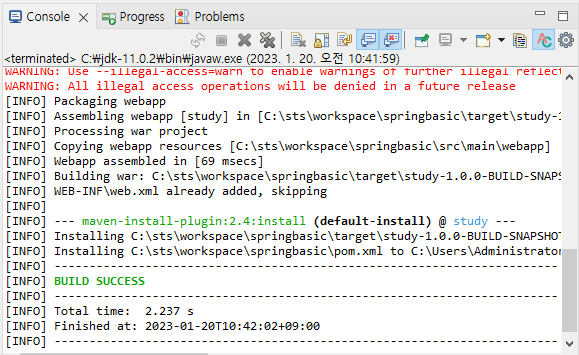 Console Progress Problems
<terminated> C:₩jdk-11.0.2₩bin₩javaw.exe (2023. 1. 20. 오전 10:41:59)
WARNING: Use --illegal-access=warn to enable warnings of further illegal reflect
WARNING: All illegal access operations will be denied in a future release
[INFO] Packaging webapp
[INFO] Assembling webapp [study] in [C:\sts\workspace\springbasic\target\study-1
[INFO] Processing war project
[INFO] Copying webapp resources [C:\sts\workspace\springbasic\src\main\webapp]
[INFO] Webapp assembled in [69 msecs]
[INFO] Building war: C:\sts\workspace\springbasic\target\study-1.0.0-BUILD-SNAPS
[INFO] WEB-INF\web.xml already added, skipping
[INFO]
[INFO] --- maven-install-plugin:2.4:install (default-install) @ study ---
[INFO] Installing C:\sts\workspace\springbasic\target\study-1.0.0-BUILD-SNAPSHOT
[INFO] Installing C:\sts\workspace\springbasic\pom.xml to C:\Users\Administrator
[INFO] ------------------------------------------------------------------------
[INFO] BUILD SUCCESS
[INFO] ------------------------------------------------------------------------
[INFO] Total time:  2.237 s
[INFO] Finished at: 2023-01-20T10:42:02+09:00
[INFO] ------------------------------------------------------------------------